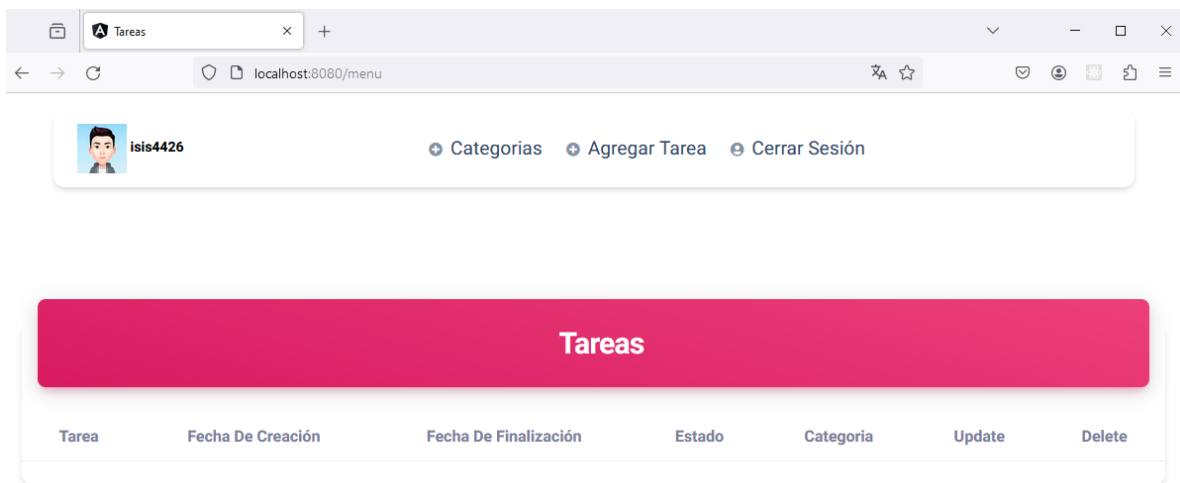 Tareas
localhost:8080/menu
isis4426
Categorias Agregar Tarea Cerrar Sesión
Tareas
Tarea Fecha De Creación Fecha De Finalización Estado Categoria Update Delete